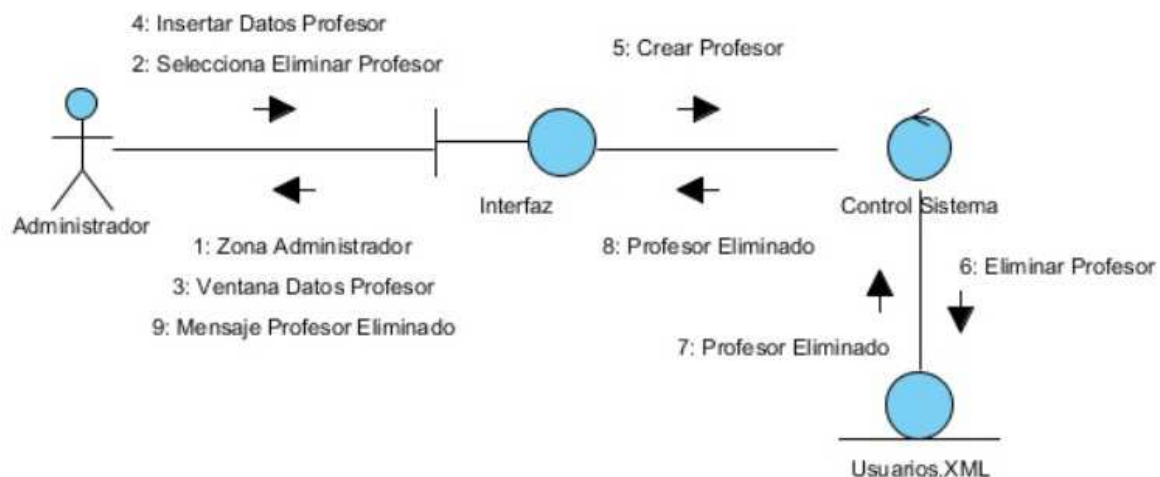 4: Insertar Datos Profesor
2: Selecciona Eliminar Profesor
5: Crear Profesor
Administrador
Interfaz
Control Sistema
1: Zona Administrador
3: Ventana Datos Profesor
9: Mensaje Profesor Eliminado
8: Profesor Eliminado
6: Eliminar Profesor
7: Profesor Eliminado
Usuarios.XML